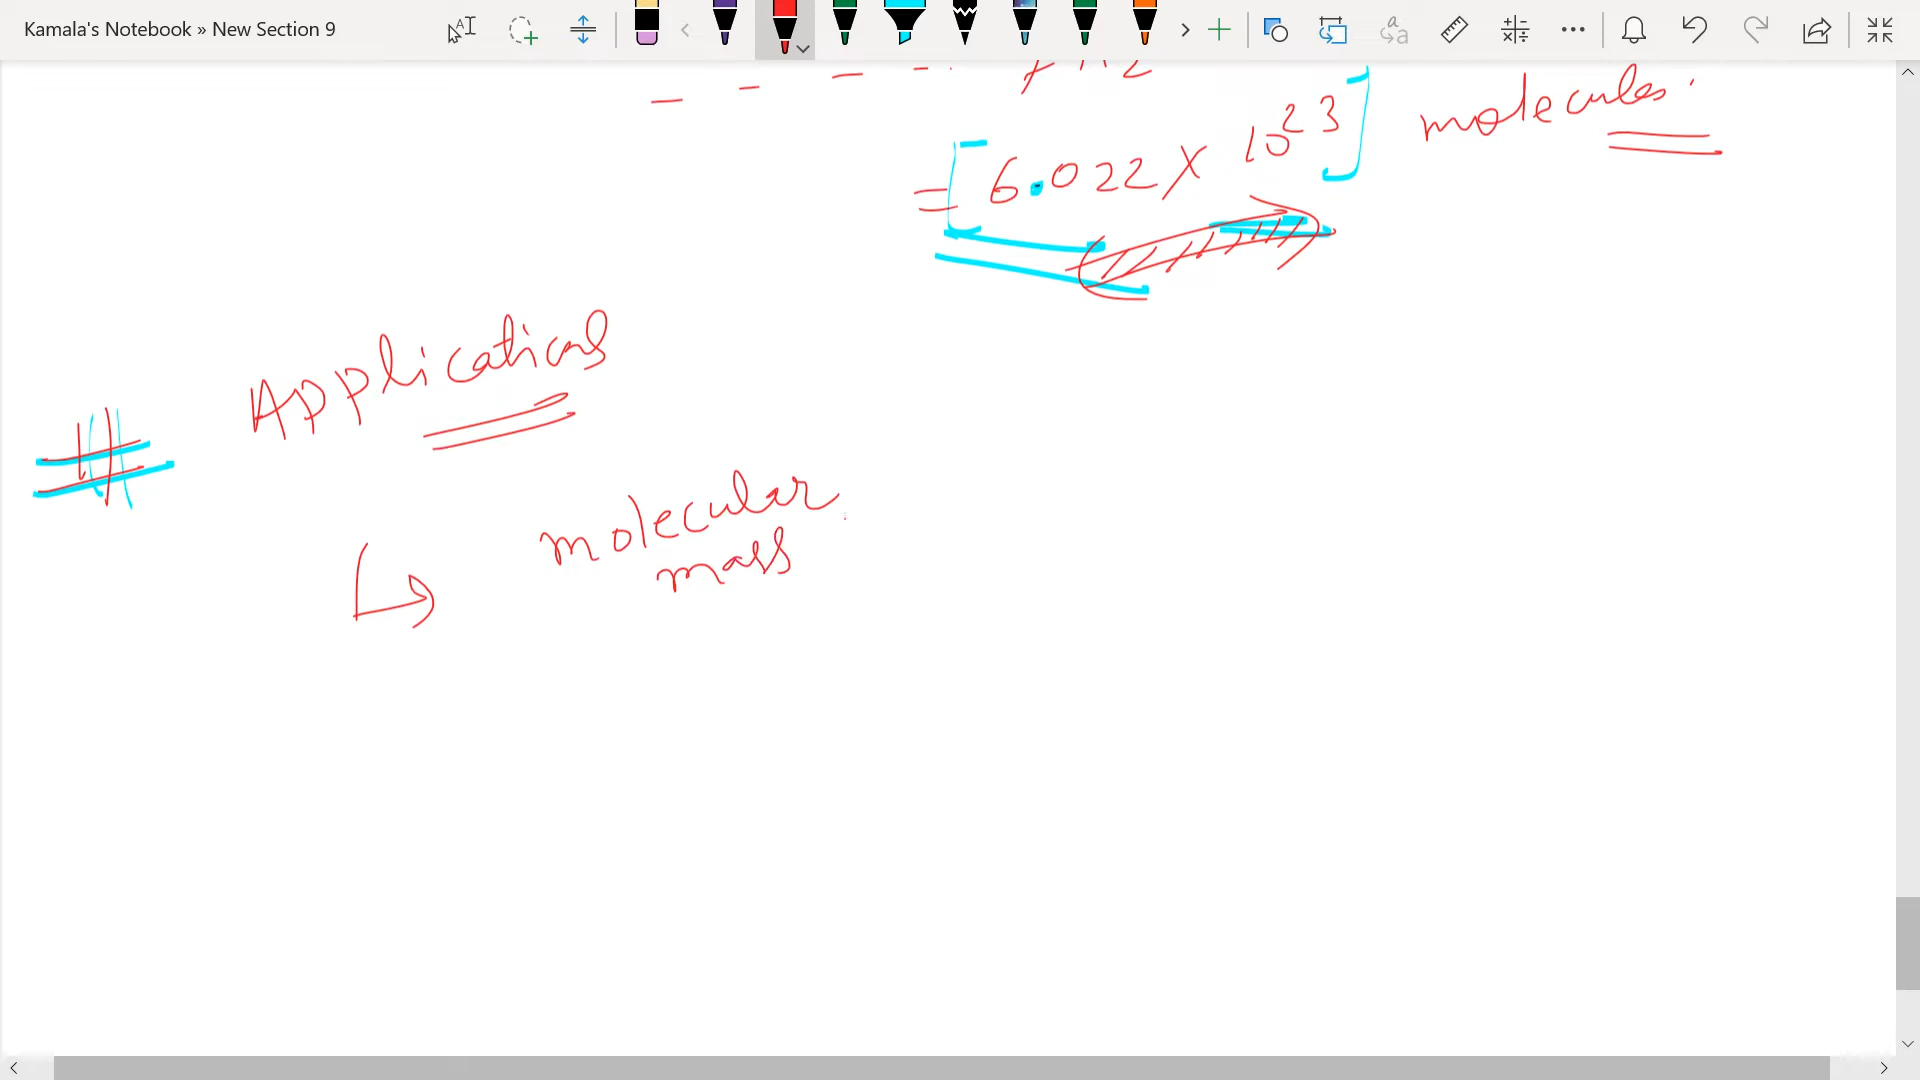 Kamala's Notebook » New Section 9
= [6.022 X 10^23] molecules.
# Applications
↳ molecular
mass